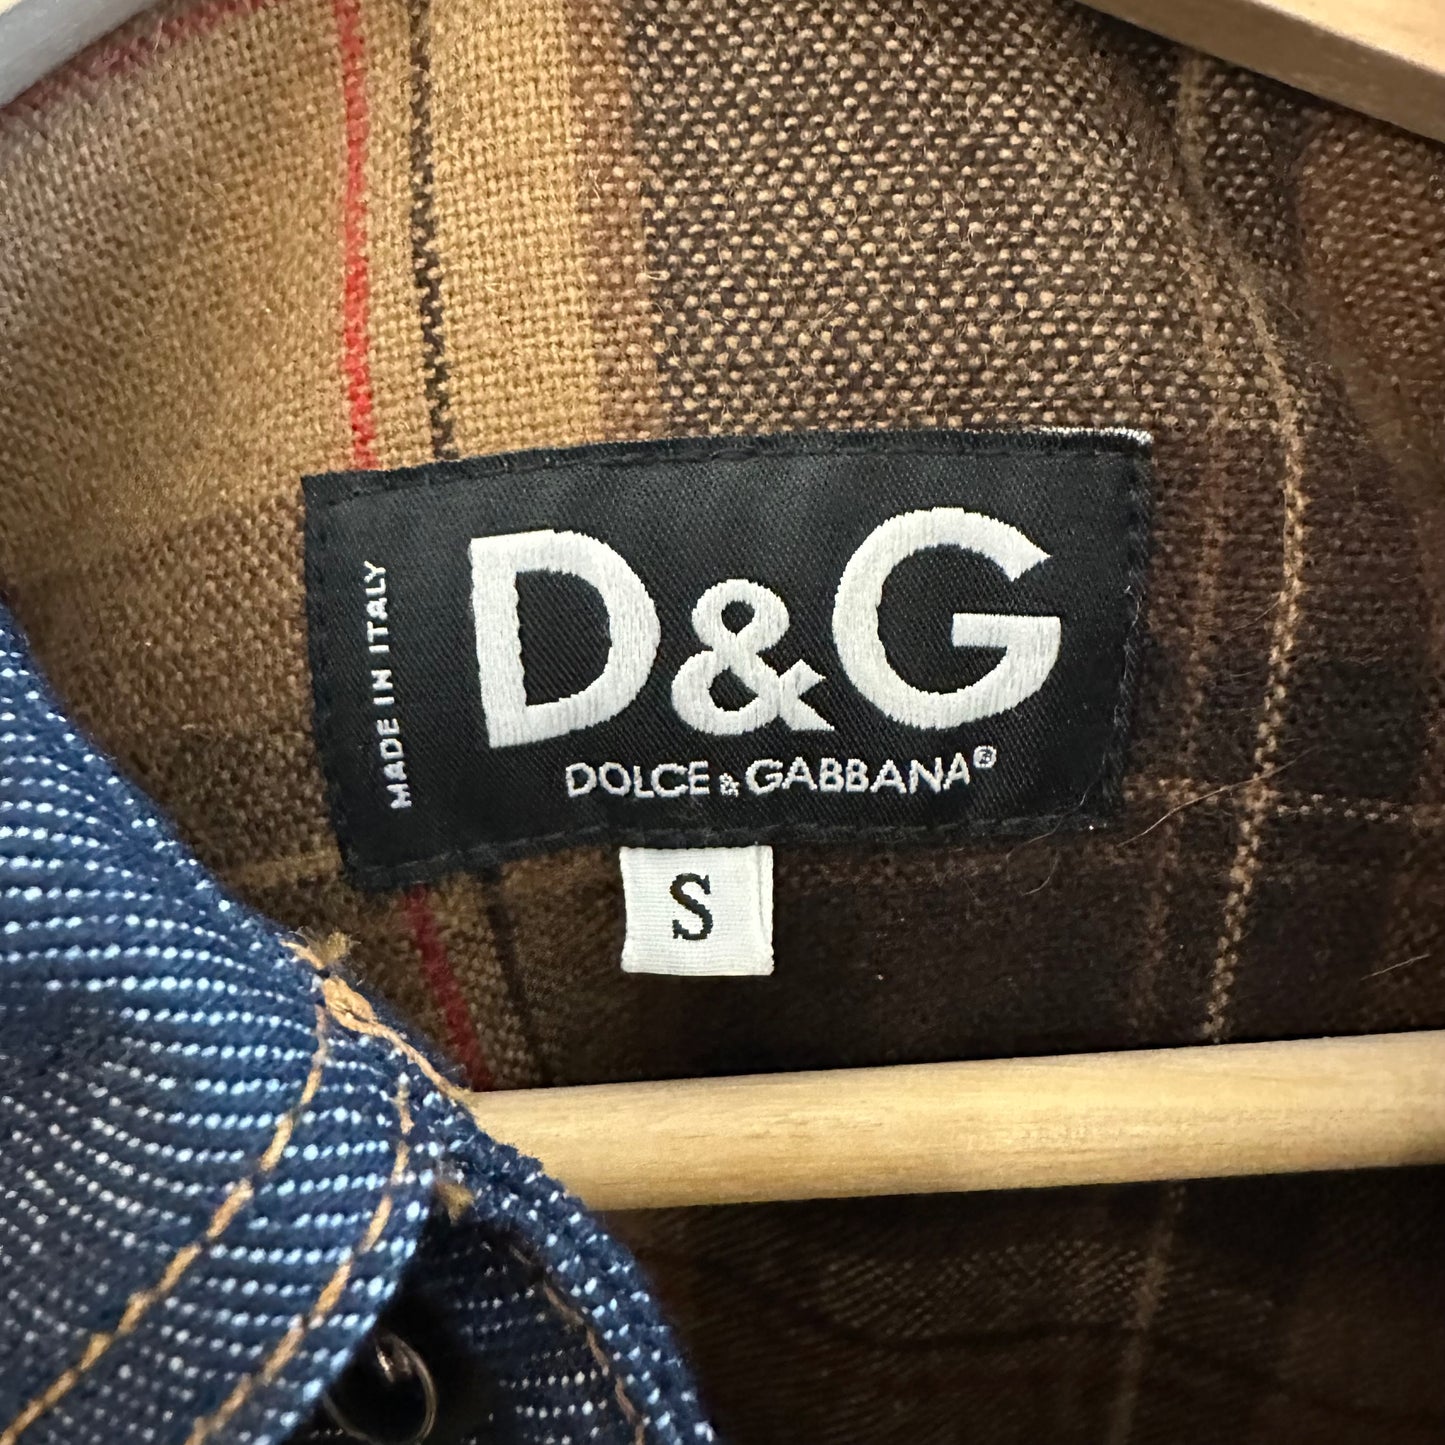 MADE IN ITALY
D&G
DOLCE & GABBANA®
S